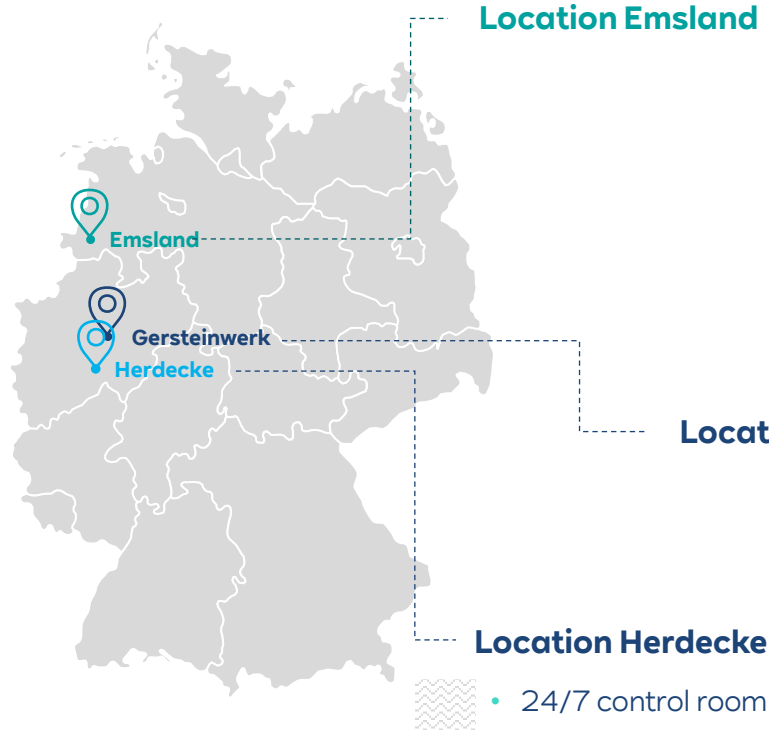 Location Emsland
Emsland
Gersteinwerk
Herdecke
Locat
Location Herdecke
• 24/7 control room